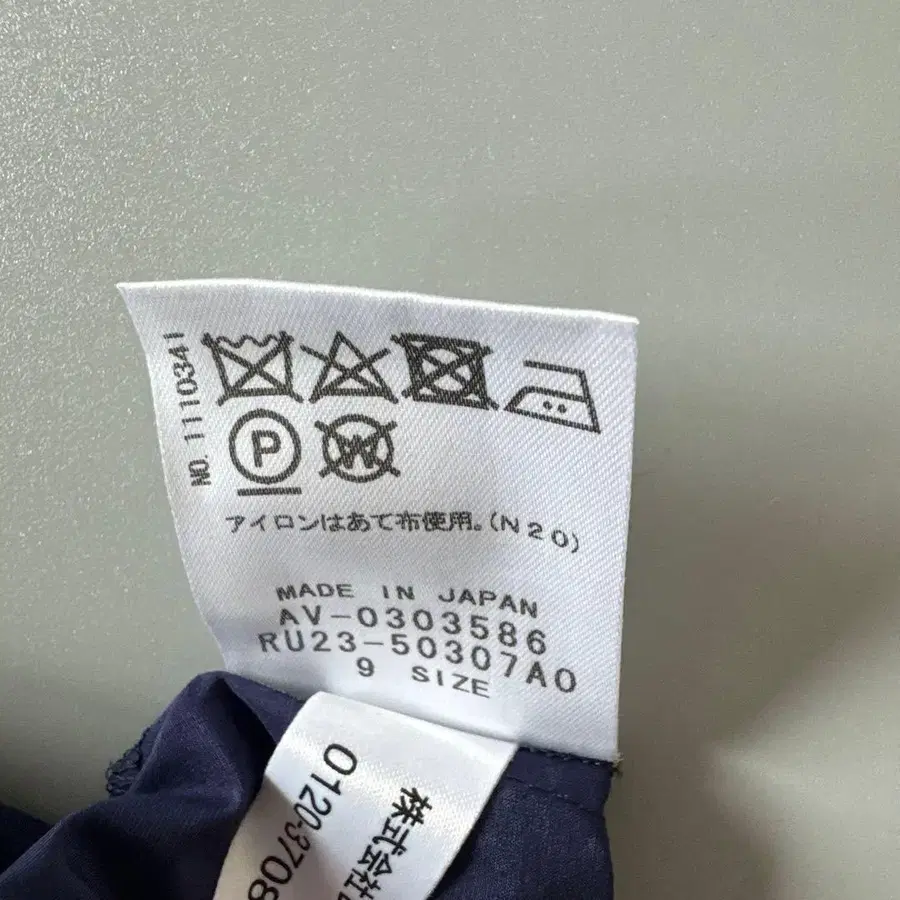 NO. 1110341
P
W
アイロンはあて布使用。(N20)
MADE IN JAPAN
AV-0303586
RU23-50307A0
9 SIZE
株式会社
0120-3708